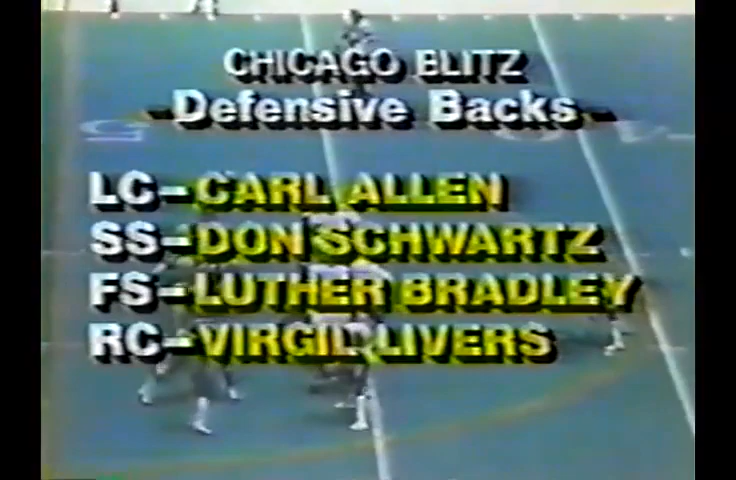 CHICAGO BLITZ
-Defensive Backs-
LC-CARL ALLEN
SS-DON SCHWARTZ
FS-LUTHER BRADLEY
RC-VIRGIL LIVERS